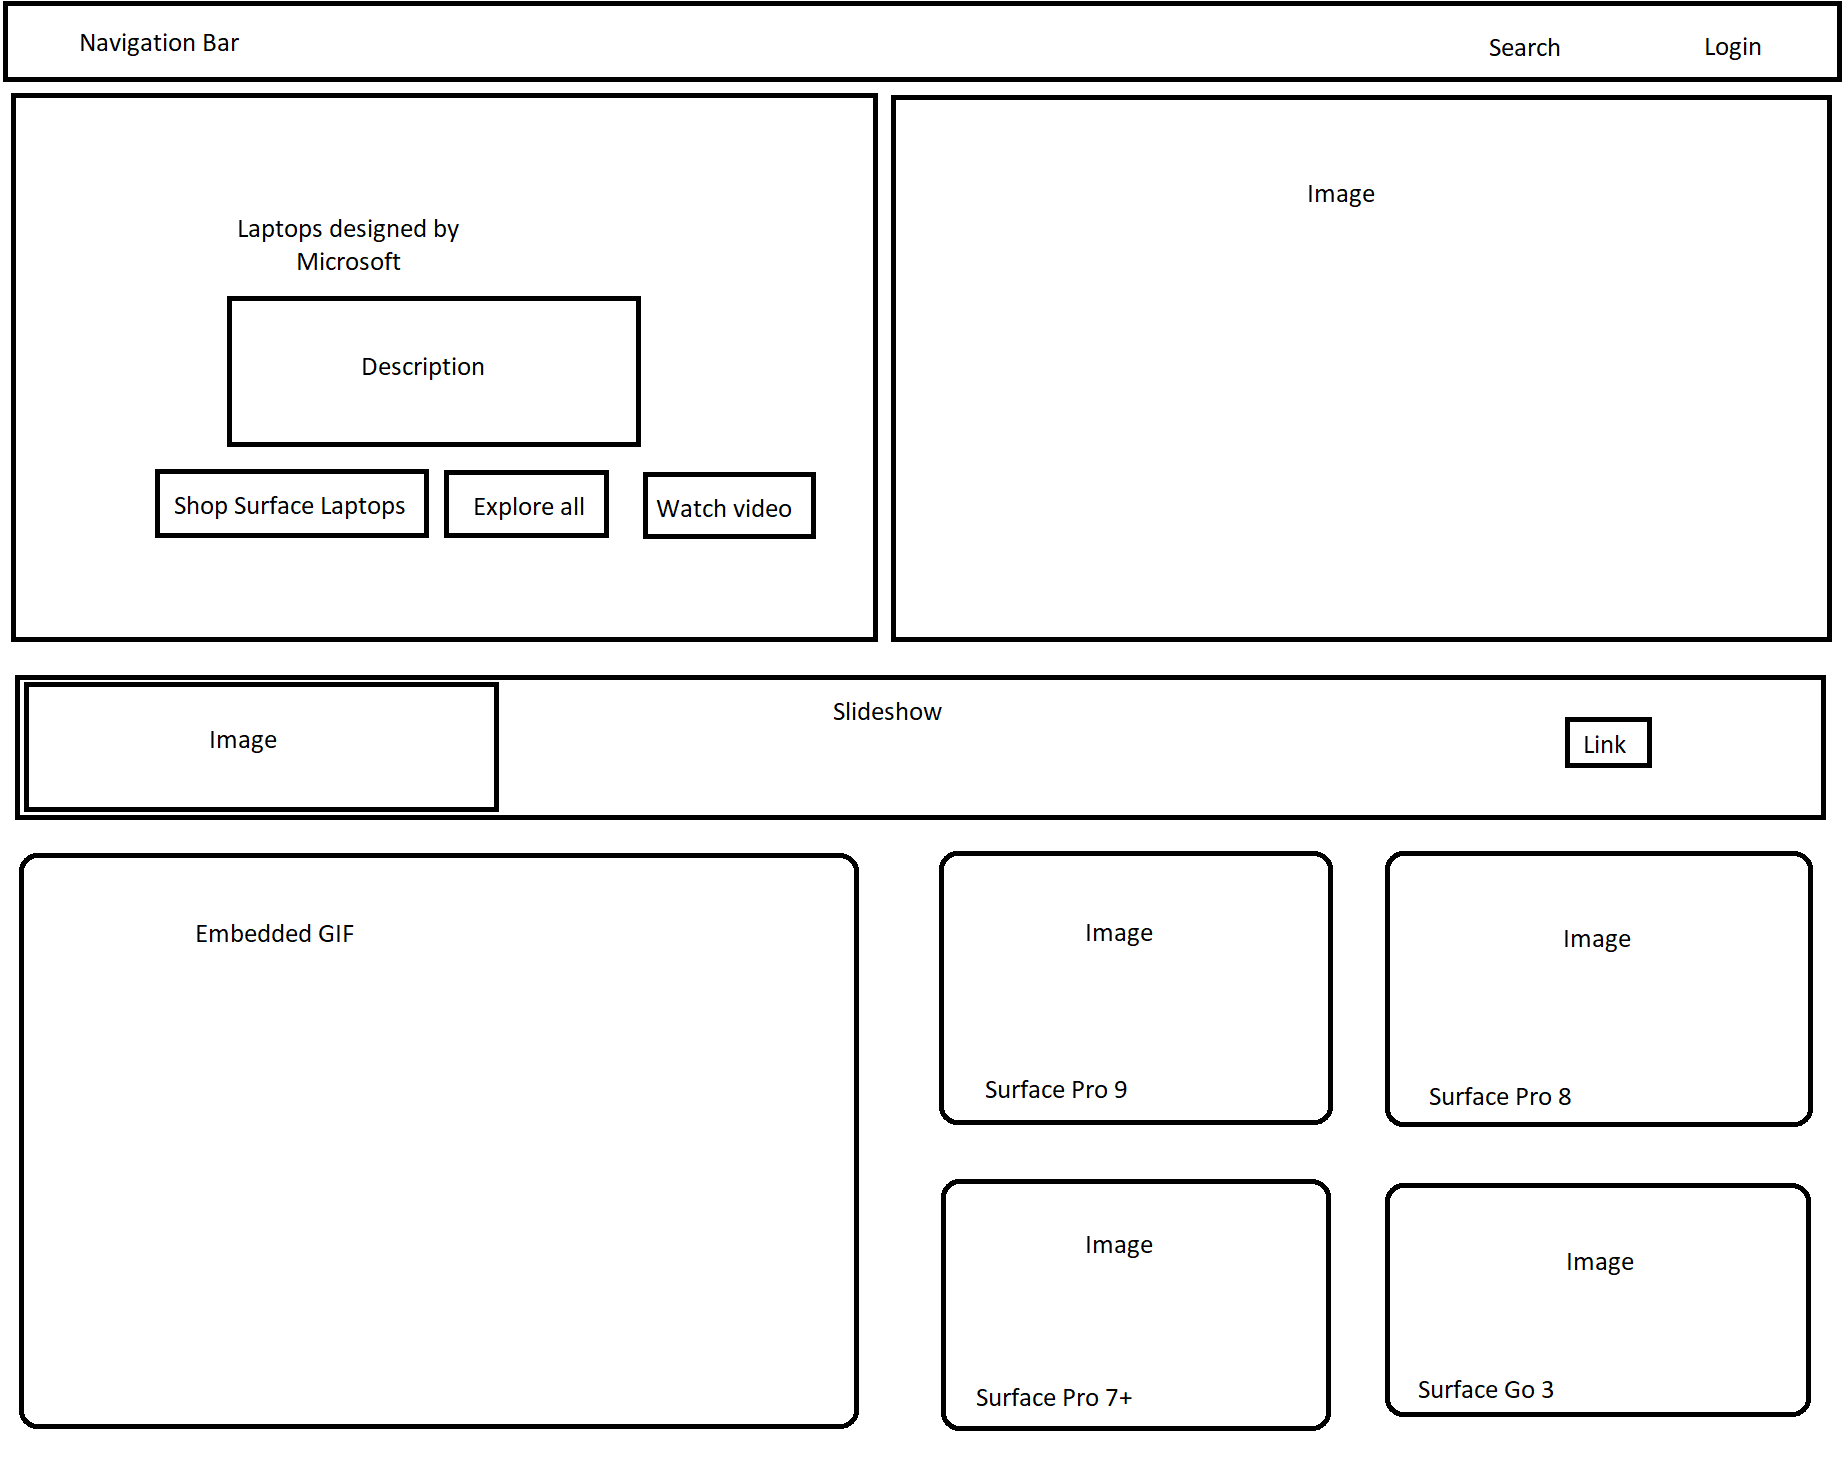 Navigation Bar
Search
Login
Laptops designed by
Microsoft
Description
Shop Surface Laptops
Explore all
Watch video
Image
Image
Slideshow
Link
Embedded GIF
Image
Surface Pro 9
Image
Surface Pro 8
Image
Surface Pro 7+
Image
Surface Go 3